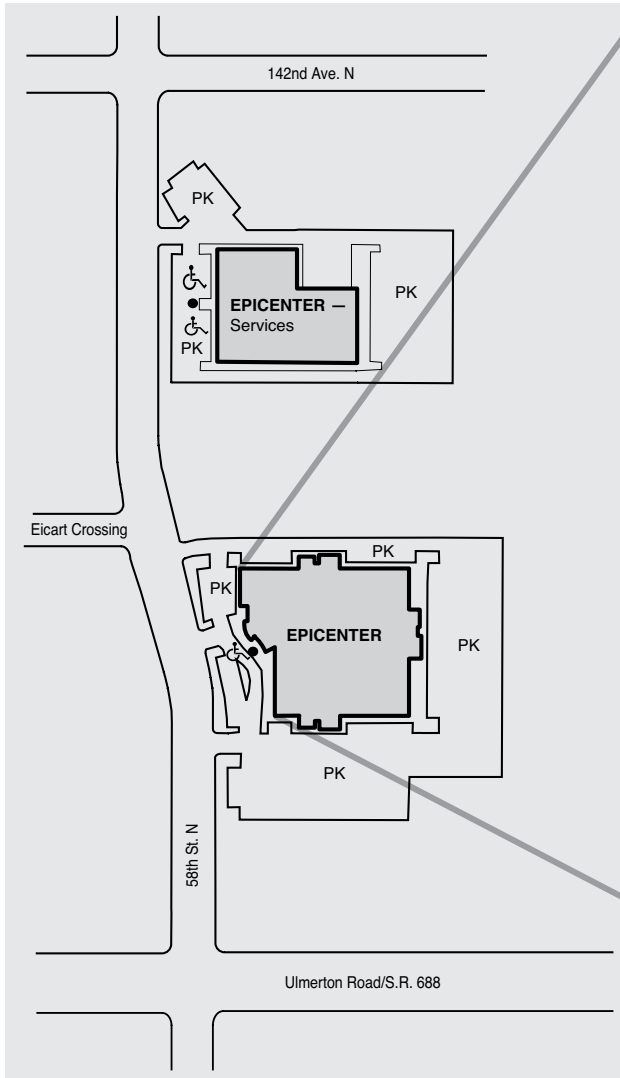 142nd Ave. N
PK
PK
EPICENTER –
Services
PK
Eicart Crossing
PK
PK
EPICENTER
PK
PK
58th St. N
Ulmerton Road/S.R. 688